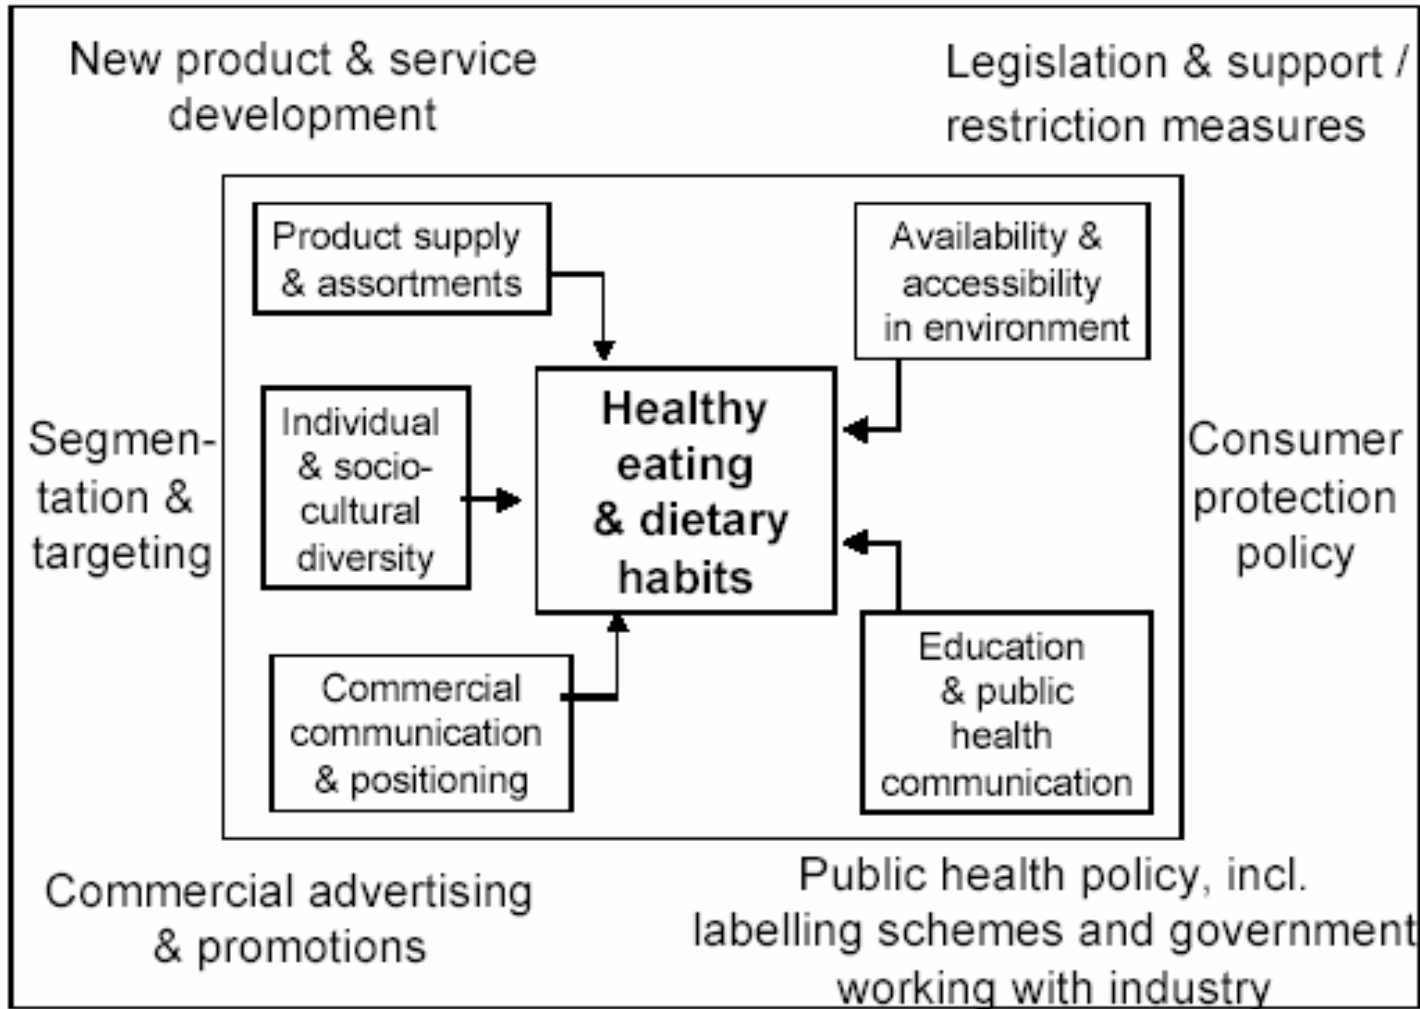 New product & service
development
Legislation & support /
restriction measures
Product supply
& assortments
Availability &
accessibility
in environment
Segmen-
tation &
targeting
Individual
& socio-
cultural
diversity
Healthy
eating
& dietary
habits
Consumer
protection
policy
Commercial
communication
& positioning
Education
& public
health
communication
Commercial advertising
& promotions
Public health policy, incl.
labelling schemes and government
working with industry